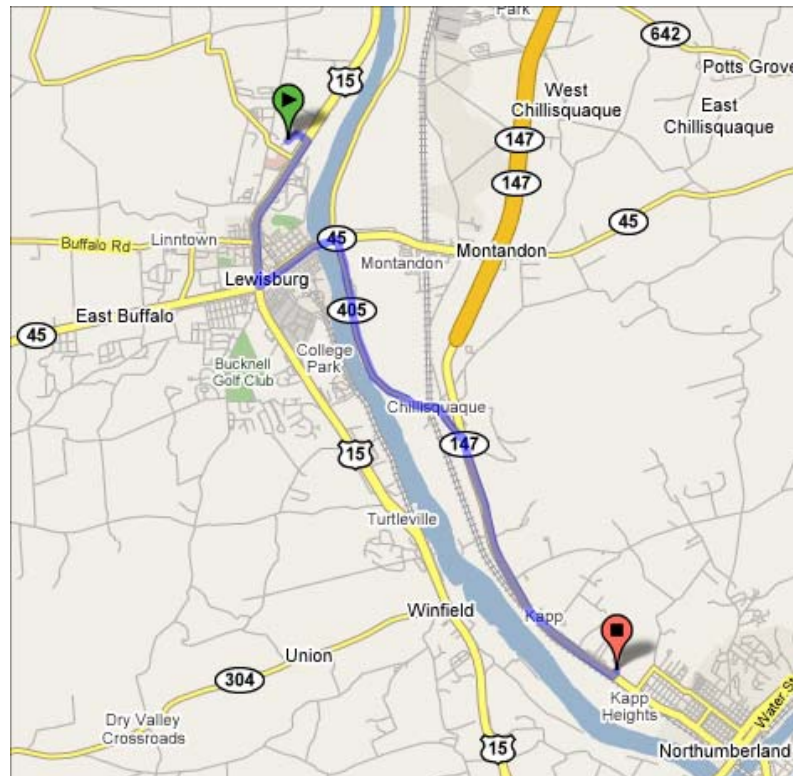 Park
642
Potts Grove
15
West
Chillisquaque
East
Chillisquaque
147
147
45
45
Buffalo Rd
Linntown
Montandon
Montandon
Lewisburg
405
East Buffalo
45
College
Park
Bucknell
Golf Club
Chillisquaque
147
15
Turtleville
Winfield
Kapp
Union
304
Kapp
Heights
Dry Valley
Crossroads
Water St
15
Northumberland